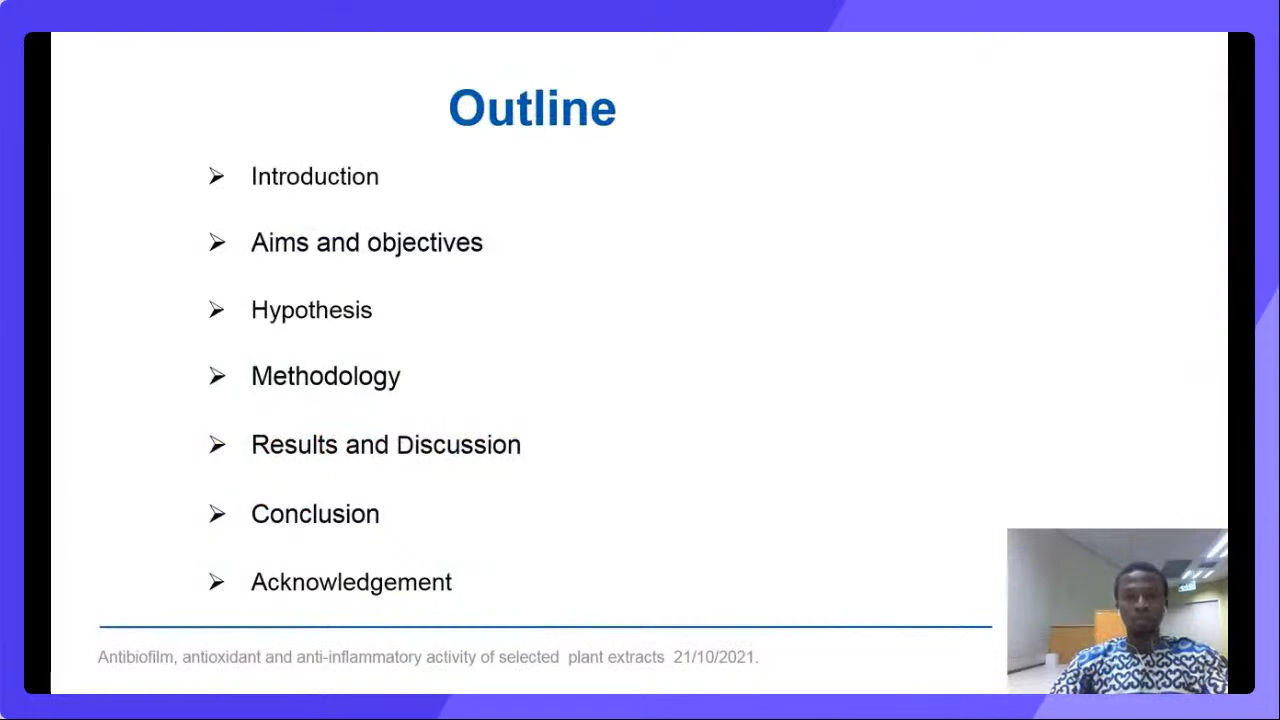 Outline
Introduction
Aims and objectives
Hypothesis
Methodology
Results and Discussion
Conclusion
Acknowledgement
Antibiofilm, antioxidant and anti-inflammatory activity of selected plant extracts 21/10/2021.